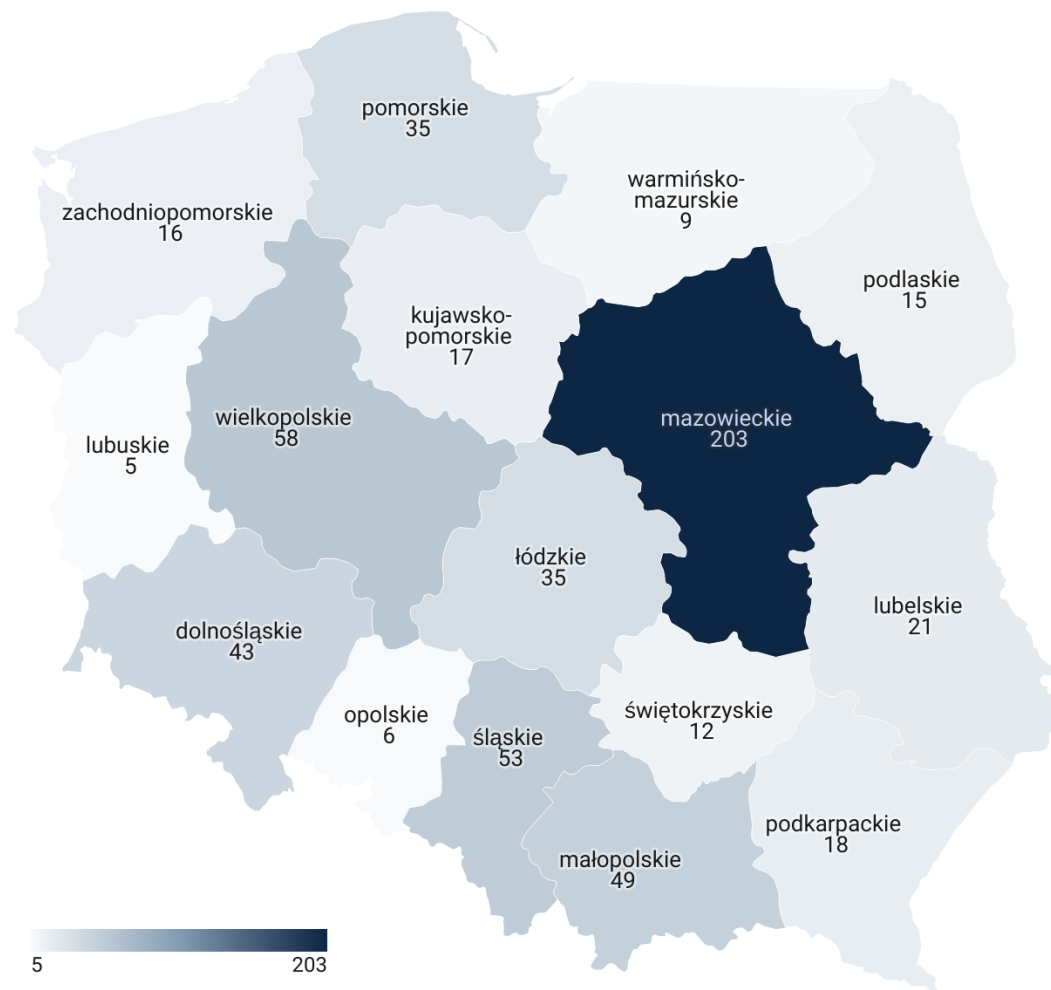 pomorskie
35
warmińsko-
mazurskie
9
zachodniopomorskie
16
podlaskie
15
kujawsko-
pomorskie
17
wielkopolskie
58
mazowieckie
203
lubuskie
5
łódzkie
35
lubelskie
21
dolnośląskie
43
opolskie
6
śląskie
53
świętokrzyskie
12
podkarpackie
18
małopolskie
49
5
203